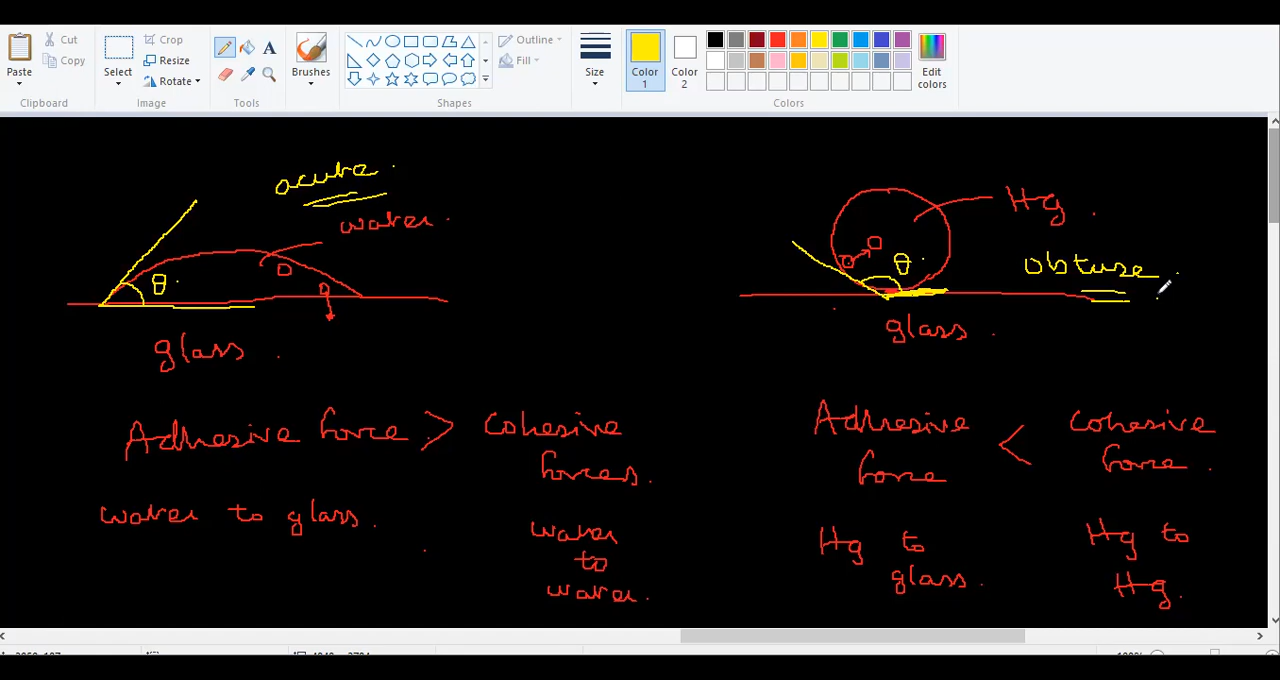 Paste
Cut
Copy
Clipboard
Select
Crop
Resize
Rotate
Image
Tools
Brushes
Shapes
Outline
Fill
Size
Color 1
Color 2
Colors
Edit colors
acute.
water
θ
glass
Adhesive force > Cohesive forces.
water to glass.
water
to
water.
Hg
θ
obtuse
glass
Adhesive force < Cohesive force.
Hg to glass.
Hg to Hg.